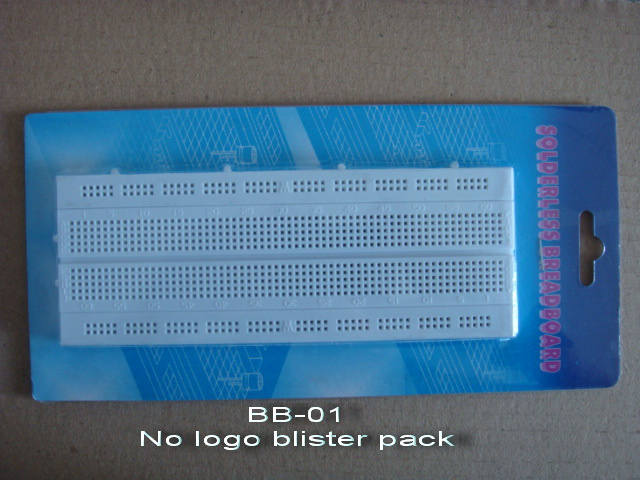 SOLDERLESS BREADBOARD
BB-01
No logo blister pack